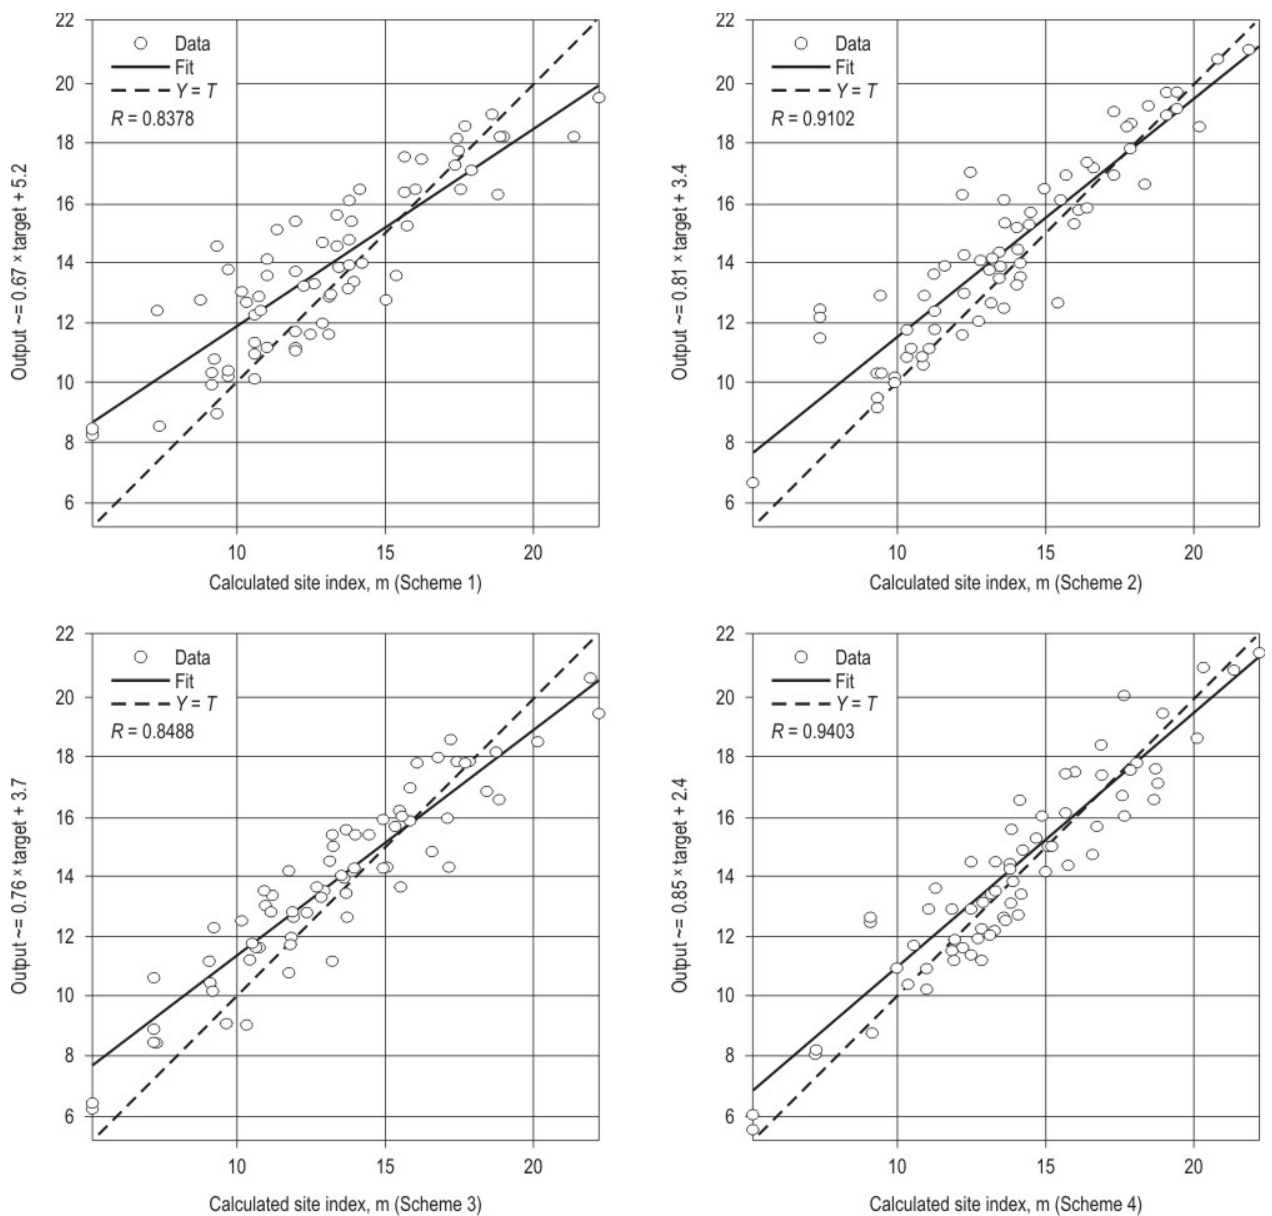 22
20
18
16
14
12
10
8
6
Output ~= 0.67 × target + 5.2
Data
Fit
Y = T
R = 0.8378
10
15
20
Calculated site index, m (Scheme 1)
22
20
18
16
14
12
10
8
6
Output ~= 0.81 × target + 3.4
Data
Fit
Y = T
R = 0.9102
10
15
20
Calculated site index, m (Scheme 2)
22
20
18
16
14
12
10
8
6
Output ~= 0.76 × target + 3.7
Data
Fit
Y = T
R = 0.8488
10
15
20
Calculated site index, m (Scheme 3)
22
20
18
16
14
12
10
8
6
Output ~= 0.85 × target + 2.4
Data
Fit
Y = T
R = 0.9403
10
15
20
Calculated site index, m (Scheme 4)